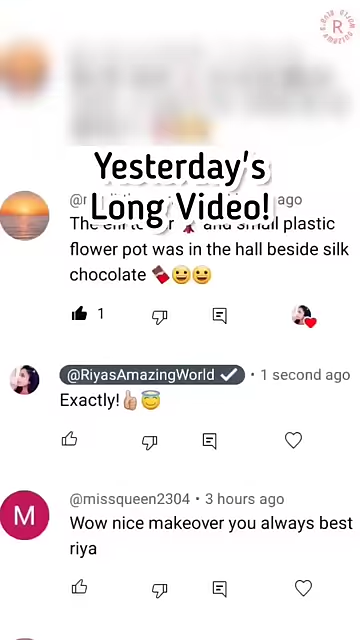 R
Yesterday's
Long Video!
ago
and small plastic
flower pot was in the hall beside silk
chocolate 🍫😀😀
1
@RiyasAmazingWorld ✔ • 1 second ago
Exactly!👍🏼😇
M
@missqueen2304 • 3 hours ago
Wow nice makeover you always best
riya